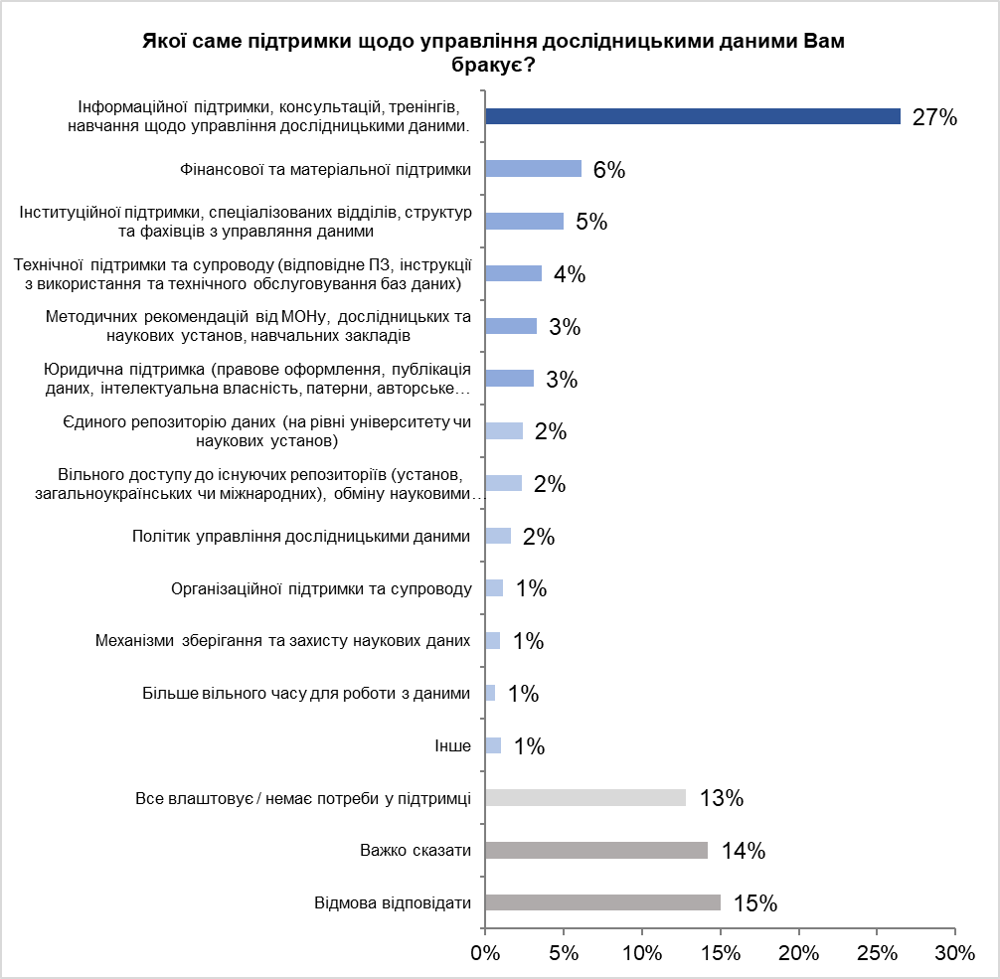 Якої саме підтримки щодо управління дослідницькими даними Вам
бракує?
Інформаційної підтримки, консультацій, тренінгів,
навчання щодо управління дослідницькими даними.
27%
Фінансової та матеріальної підтримки
6%
Інституційної підтримки, спеціалізованих відділів, структур
та фахівців з управляння даними
5%
Технічної підтримки та супроводу (відповідне ПЗ, інструкції
з використання та технічного обслуговування баз даних)
4%
Методичних рекомендацій від МОНу, дослідницьких та
наукових установ, навчальних закладів
3%
Юридична підтримка (правове оформлення, публікація
даних, інтелектуальна власність, патерни, авторське…
3%
Єдиного репозиторію даних (на рівні університету чи
наукових установ)
2%
Вільного доступу до існуючих репозиторіїв (установ,
загальноукраїнських чи міжнародних), обміну науковими…
2%
Політик управління дослідницькими даними
2%
Організаційної підтримки та супроводу
1%
Механізми зберігання та захисту наукових даних
1%
Більше вільного часу для роботи з даними
1%
Інше
1%
Все влаштовує / немає потреби у підтримці
13%
Важко сказати
14%
Відмова відповідати
15%
0% 5% 10% 15% 20% 25% 30%